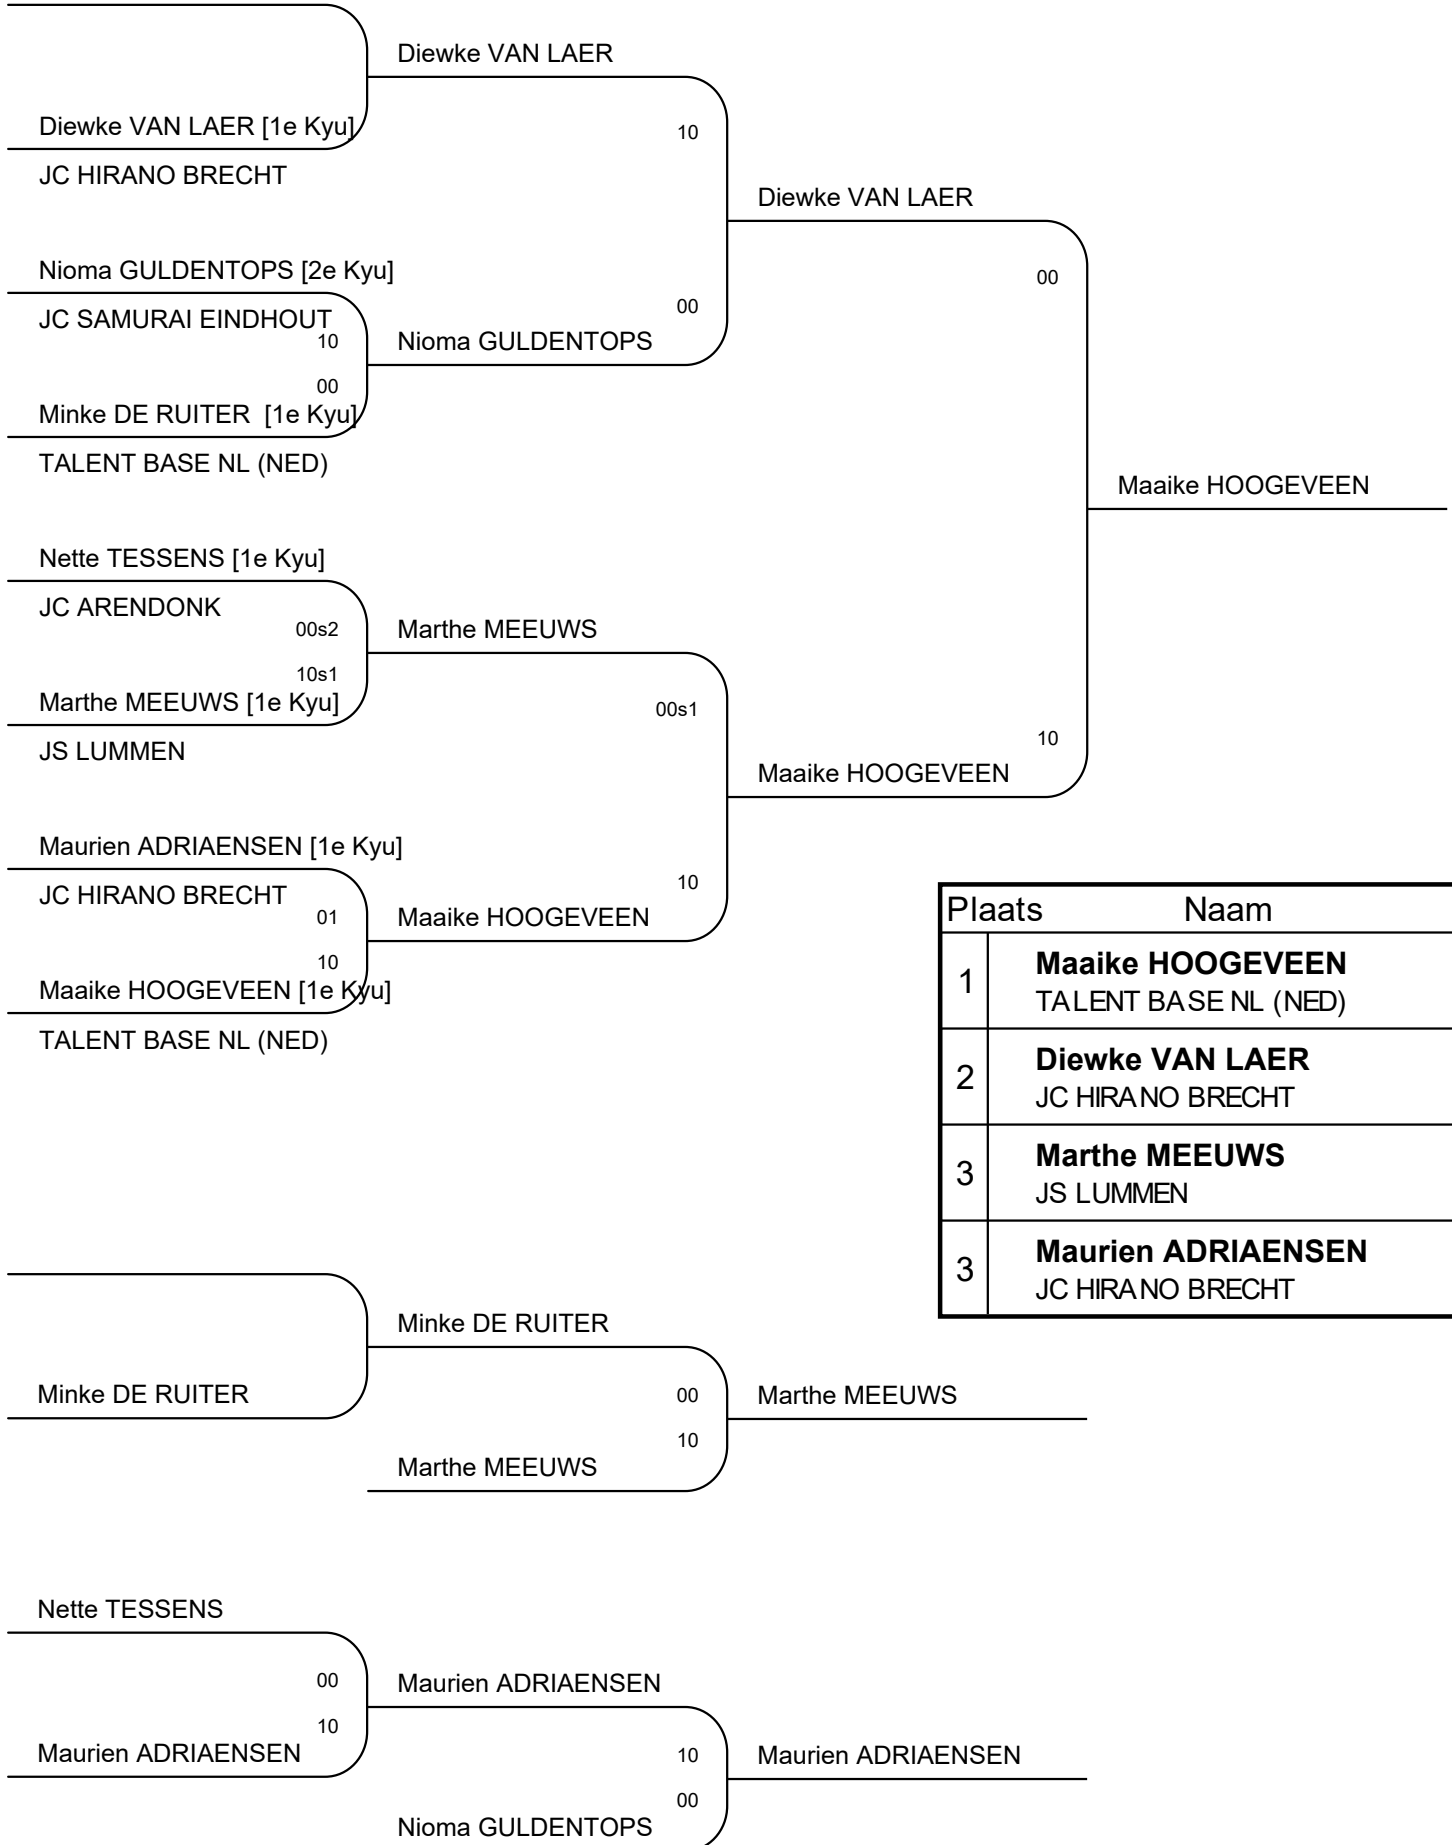 Diewke VAN LAER
Diewke VAN LAER [1e Kyu]
10
JC HIRANO BRECHT
Diewke VAN LAER
Nioma GULDENTOPS [2e Kyu]
00
00
JC SAMURAI EINDHOUT
10
Nioma GULDENTOPS
00
Minke DE RUITER [1e Kyu]
TALENT BASE NL (NED)
Maaike HOOGEVEEN
Nette TESSENS [1e Kyu]
JC ARENDONK
00s2
Marthe MEEUWS
10s1
Marthe MEEUWS [1e Kyu]
00s1
JS LUMMEN
10
Maaike HOOGEVEEN
Maurien ADRIAENSEN [1e Kyu]
10
JC HIRANO BRECHT
01
Maaike HOOGEVEEN
10
Maaike HOOGEVEEN [1e Kyu]
TALENT BASE NL (NED)
Plaats Naam
1 Maaike HOOGEVEEN
TALENT BASE NL (NED)
2 Diewke VAN LAER
JC HIRANO BRECHT
3 Marthe MEEUWS
JS LUMMEN
3 Maurien ADRIAENSEN
JC HIRANO BRECHT
Minke DE RUITER
Minke DE RUITER
00
Marthe MEEUWS
10
Marthe MEEUWS
Nette TESSENS
00
Maurien ADRIAENSEN
10
Maurien ADRIAENSEN
10
Maurien ADRIAENSEN
00
Nioma GULDENTOPS